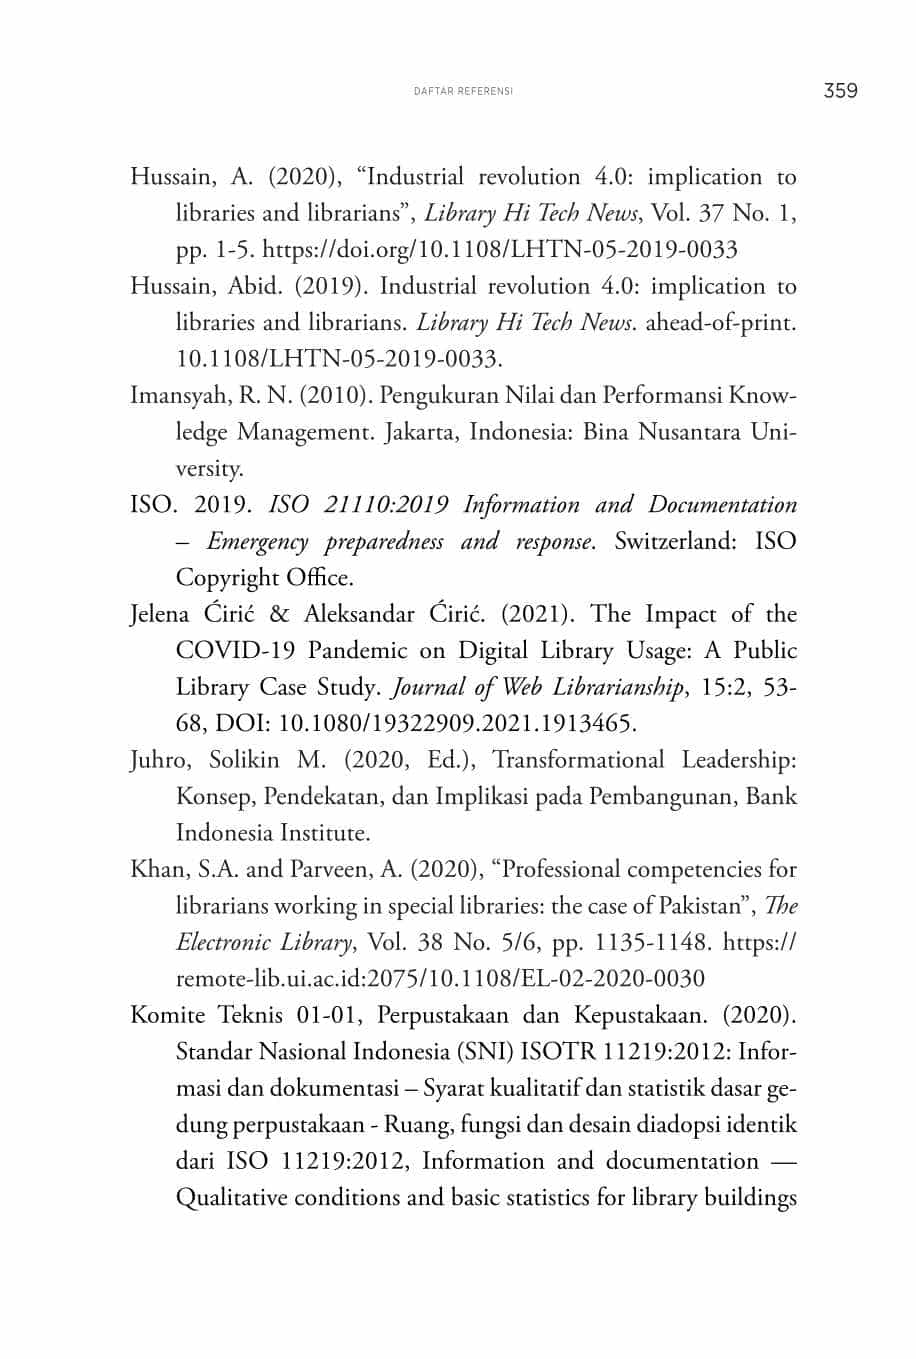 DAFTAR REFERENSI
359
Hussain, A. (2020), “Industrial revolution 4.0: implication to
libraries and librarians”, Library Hi Tech News, Vol. 37 No. 1,
pp. 1-5. https://doi.org/10.1108/LHTN-05-2019-0033
Hussain, Abid. (2019). Industrial revolution 4.0: implication to
libraries and librarians. Library Hi Tech News. ahead-of-print.
10.1108/LHTN-05-2019-0033.
Imansyah, R. N. (2010). Pengukuran Nilai dan Performansi Know-
ledge Management. Jakarta, Indonesia: Bina Nusantara Uni-
versity.
ISO. 2019. ISO 21110:2019 Information and Documentation
– Emergency preparedness and response. Switzerland: ISO
Copyright Office.
Jelena Ćirić & Aleksandar Ćirić. (2021). The Impact of the
COVID-19 Pandemic on Digital Library Usage: A Public
Library Case Study. Journal of Web Librarianship, 15:2, 53-
68, DOI: 10.1080/19322909.2021.1913465.
Juhro, Solikin M. (2020, Ed.), Transformational Leadership:
Konsep, Pendekatan, dan Implikasi pada Pembangunan, Bank
Indonesia Institute.
Khan, S.A. and Parveen, A. (2020), “Professional competencies for
librarians working in special libraries: the case of Pakistan”, The
Electronic Library, Vol. 38 No. 5/6, pp. 1135-1148. https://
remote-lib.ui.ac.id:2075/10.1108/EL-02-2020-0030
Komite Teknis 01-01, Perpustakaan dan Kepustakaan. (2020).
Standar Nasional Indonesia (SNI) ISOTR 11219:2012: Infor-
masi dan dokumentasi – Syarat kualitatif dan statistik dasar ge-
dung perpustakaan - Ruang, fungsi dan desain diadopsi identik
dari ISO 11219:2012, Information and documentation —
Qualitative conditions and basic statistics for library buildings